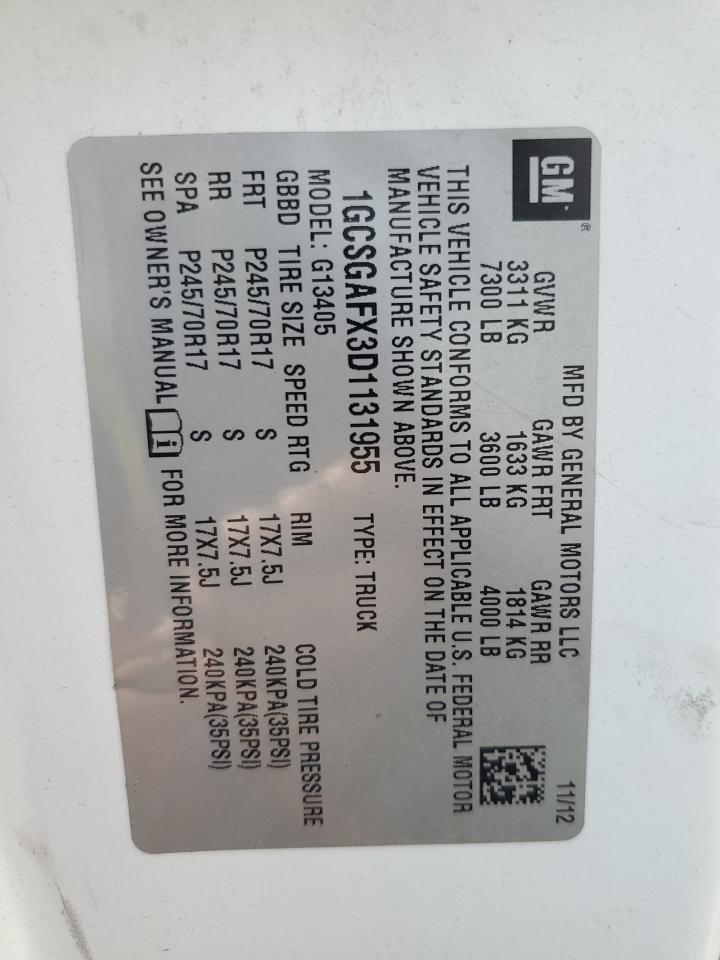 GM
MFD BY GENERAL MOTORS LLC 11/12
GVWR GAWR FRT GAWR RR
3311 KG 1633 KG 1814 KG
7300 LB 3600 LB 4000 LB
THIS VEHICLE CONFORMS TO ALL APPLICABLE U.S. FEDERAL MOTOR
VEHICLE SAFETY STANDARDS IN EFFECT ON THE DATE OF
MANUFACTURE SHOWN ABOVE.
1GCSGAFX3D1131955 TYPE: TRUCK
MODEL: G13405
GBBD TIRE SIZE SPEED RTG RIM COLD TIRE PRESSURE
FRT P245/70R17 S 17X7.5J 240KPA(35PSI)
RR P245/70R17 S 17X7.5J 240KPA(35PSI)
SPA P245/70R17 S 17X7.5J 240KPA(35PSI)
SEE OWNER'S MANUAL FOR MORE INFORMATION.